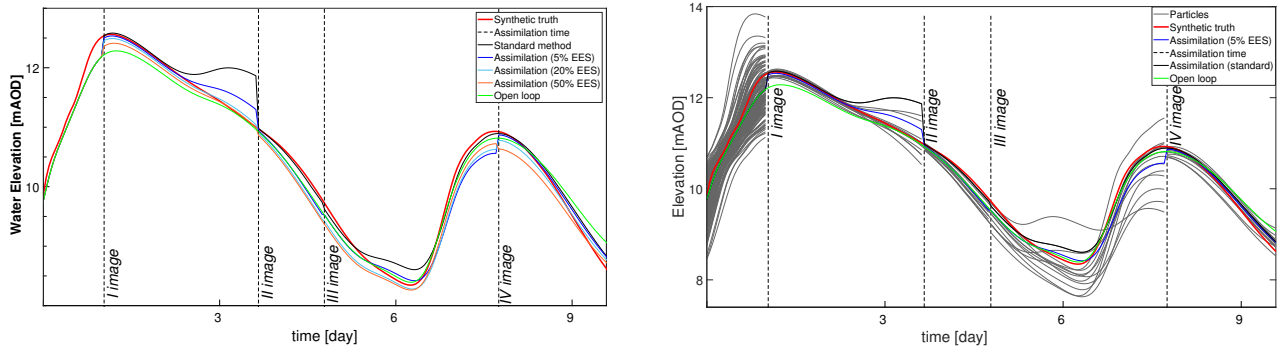 Synthetic truth
Assimilation time
Standard method
Assimilation (5% EES)
Assimilation (20% EES)
Assimilation (50% EES)
Open loop
12
10
Water Elevation [mAOD]
I image
II image
III image
IV image
3
6
9
time [day]
Particles
Synthetic truth
Assimilation (5% EES)
Assimilation time
Assimilation (standard)
Open loop
14
12
10
8
Elevation [mAOD]
I image
II image
III image
IV image
3
6
9
time [day]